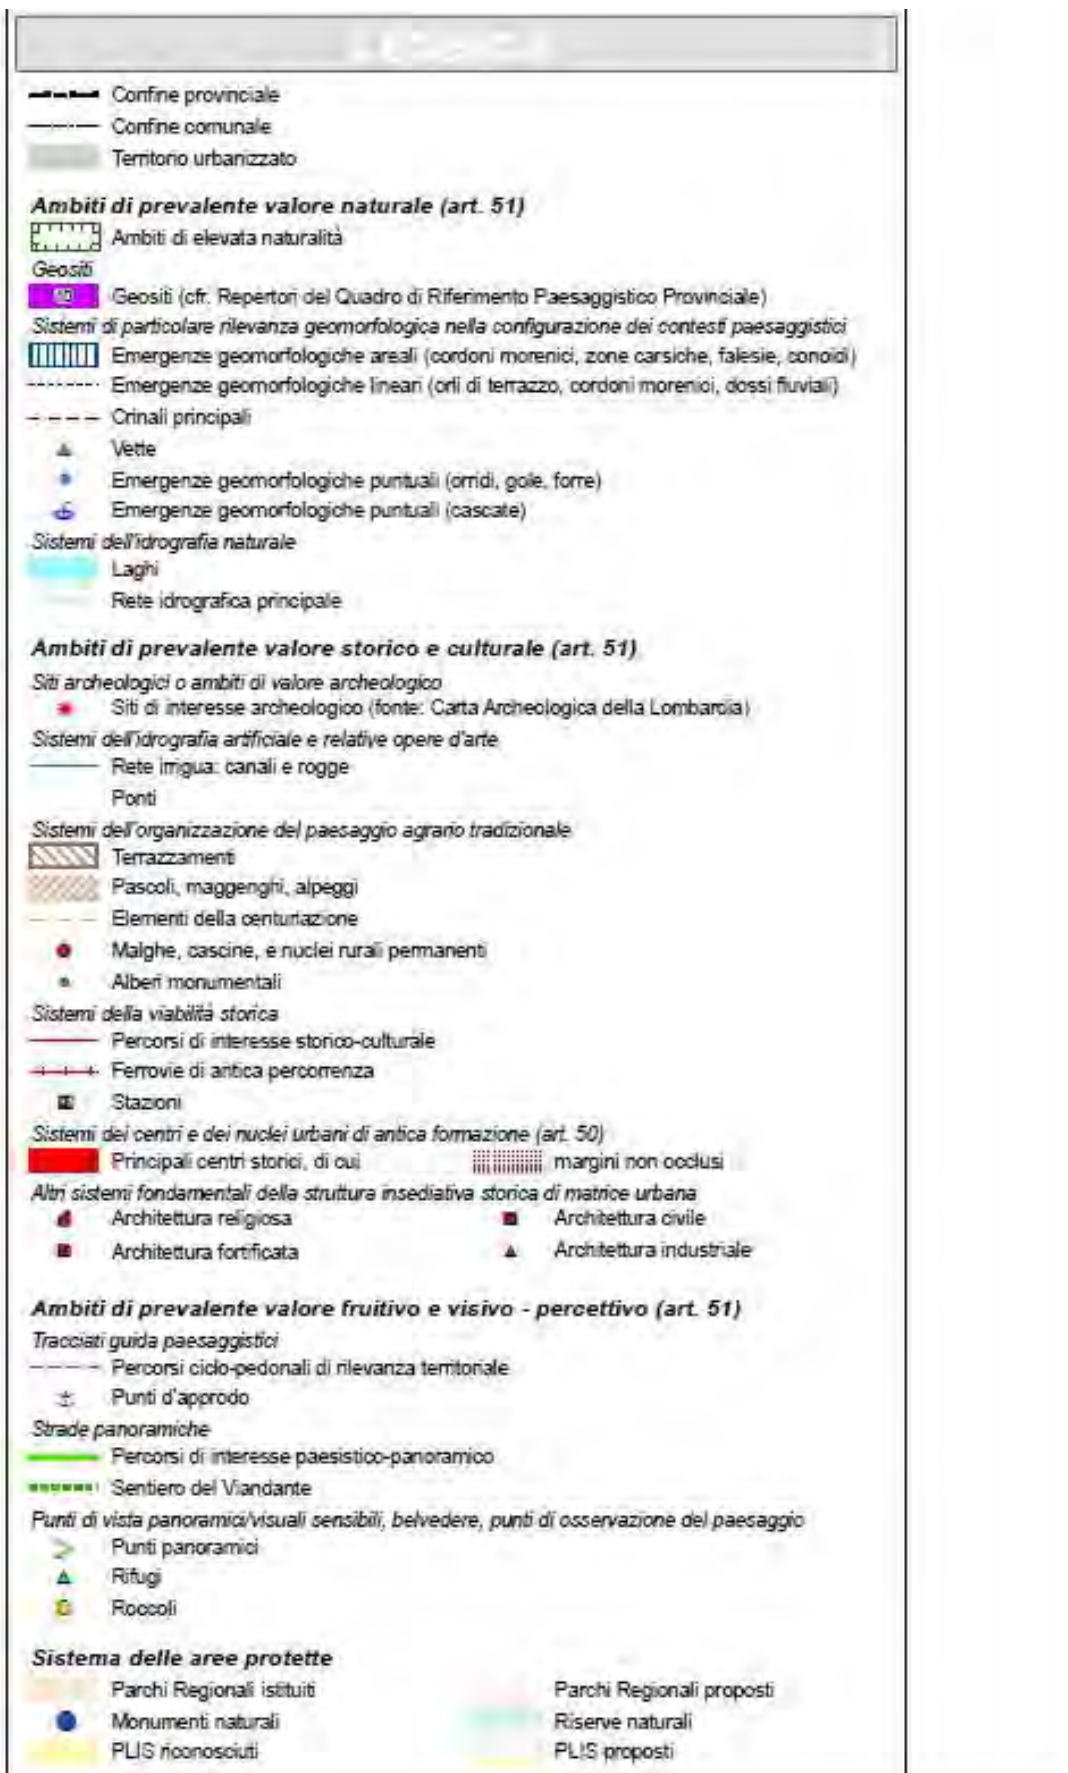 Confine provinciale
Confine comunale
Territorio urbanizzato
Ambiti di prevalente valore naturale (art. 51)
Ambiti di elevata naturalità
Geositi
Geositi (cfr. Repertori del Quadro di Riferimento Paesaggistico Provinciale)
Sistemi di particolare rilevanza geomorfologica nella configurazione dei contesti paesaggistici
Emergenze geomorfologiche areali (cordoni morenici, zone carsiche, falesie, conoidi)
Emergenze geomorfologiche lineari (orli di terrazzo, cordoni morenici, dossi fluviali)
Crinali principali
Vette
Emergenze geomorfologiche puntuali (orridi, gole, forre)
Emergenze geomorfologiche puntuali (cascate)
Sistemi dell'idrografia naturale
Laghi
Rete idrografica principale
Ambiti di prevalente valore storico e culturale (art. 51)
Siti archeologici o ambiti di valore archeologico
Siti di interesse archeologico (fonte: Carta Archeologica della Lombardia)
Sistemi dell'idrografia artificiale e relative opere d'arte
Rete irrigua: canali e rogge
Ponti
Sistemi dell'organizzazione del paesaggio agrario tradizionale
Terrazzamenti
Pascoli, maggenghi, alpeggi
Elementi della centuriazione
Malghe, cascine, e nuclei rurali permanenti
Alberi monumentali
Sistemi della viabilità storica
Percorsi di interesse storico-culturale
Ferrovie di antica percorrenza
Stazioni
Sistemi dei centri e dei nuclei urbani di antica formazione (art. 50)
Principali centri storici, di cui margini non occlusi
Altri sistemi fondamentali della struttura insediativa storica di matrice urbana
Architettura religiosa Architettura civile
Architettura fortificata Architettura industriale
Ambiti di prevalente valore fruitivo e visivo - percettivo (art. 51)
Tracciati guida paesaggistici
Percorsi ciclo-pedonali di rilevanza territoriale
Punti d'approdo
Strade panoramiche
Percorsi di interesse paesistico-panoramico
Sentiero del Viandante
Punti di vista panoramici/visuali sensibili, belvedere, punti di osservazione del paesaggio
Punti panoramici
Rifugi
Roccoli
Sistema delle aree protette
Parchi Regionali istituiti Parchi Regionali proposti
Monumenti naturali Riserve naturali
PLIS riconosciuti PLIS proposti